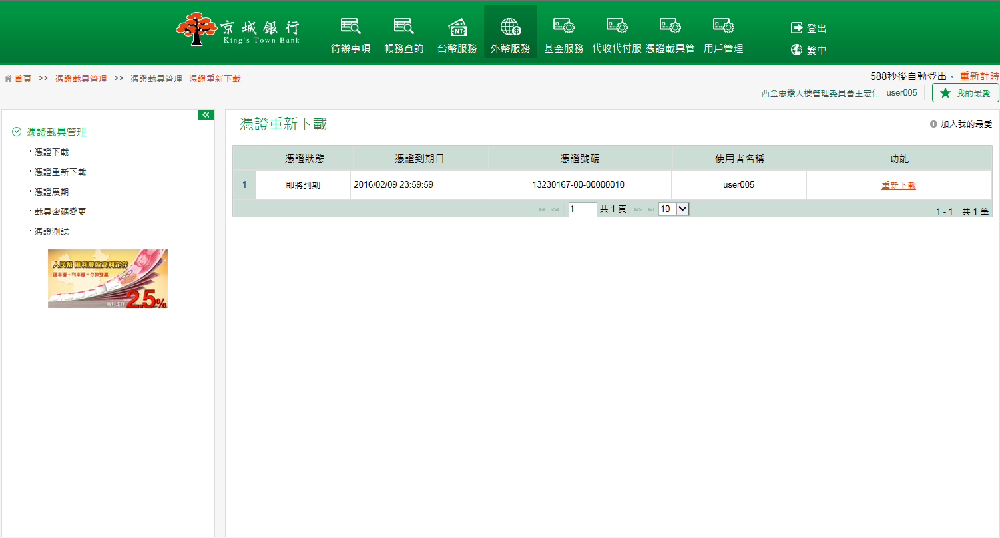 京城銀行
King's Town Bank
待辦事項 帳務查詢 台幣服務 外幣服務 基金服務 代收代付服 憑證載具管 用戶管理
NT
登出
繁中
首頁 >> 憑證載具管理 >> 憑證載具管理 憑證重新下載
588秒後自動登出， 重新計時
西金忠鑽大樓管理委員會王宏仁 user005 我的最愛
憑證載具管理
憑證下載
憑證重新下載
憑證展期
載具密碼變更
憑證測試
人民幣 匯利雙盈高利定存
匯率優+利率優=存款雙贏
高利定存 2.5%
憑證重新下載
加入我的最愛
憑證狀態 憑證到期日 憑證號碼 使用者名稱 功能
1 即將到期 2016/02/09 23:59:59 13230167-00-00000010 user005 重新下載
1 共 1 頁 10 1 - 1 共 1 筆